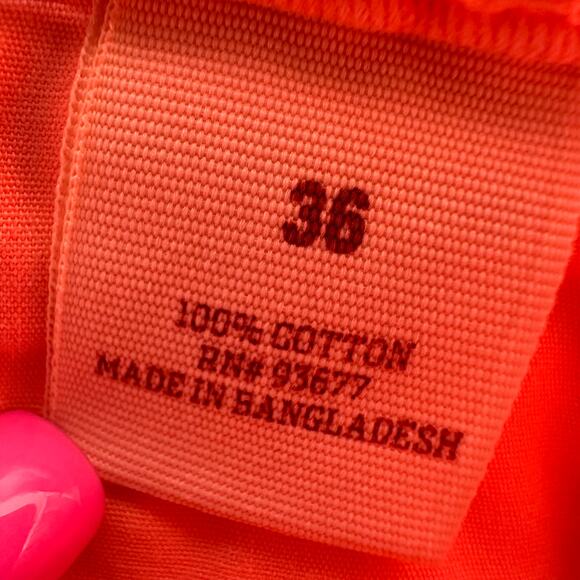 36
100% COTTON
RN# 93677
MADE IN BANGLADESH